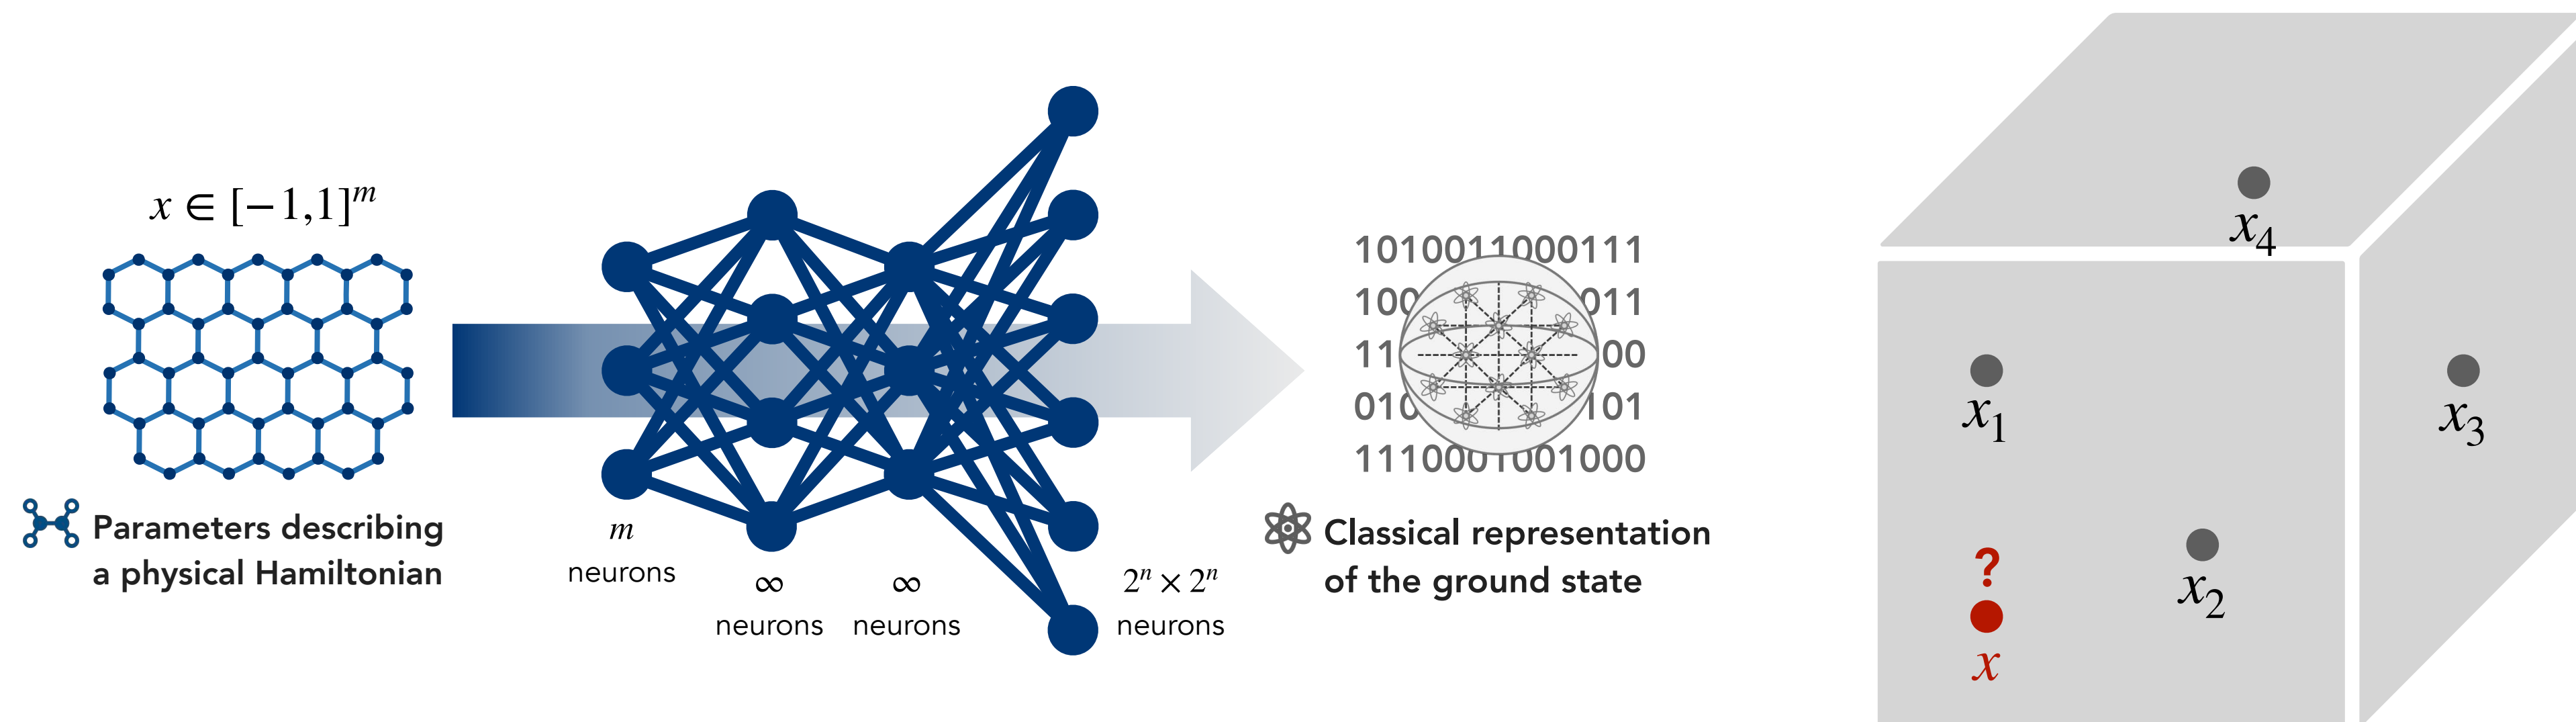 x ∈ [−1,1]^m
Parameters describing
a physical Hamiltonian
m
neurons
∞
neurons
∞
neurons
2^n × 2^n
neurons
1010011000111
100 011
11 00
010 101
1110001001000
Classical representation
of the ground state
x_4
x_1
x_3
x_2
?
x